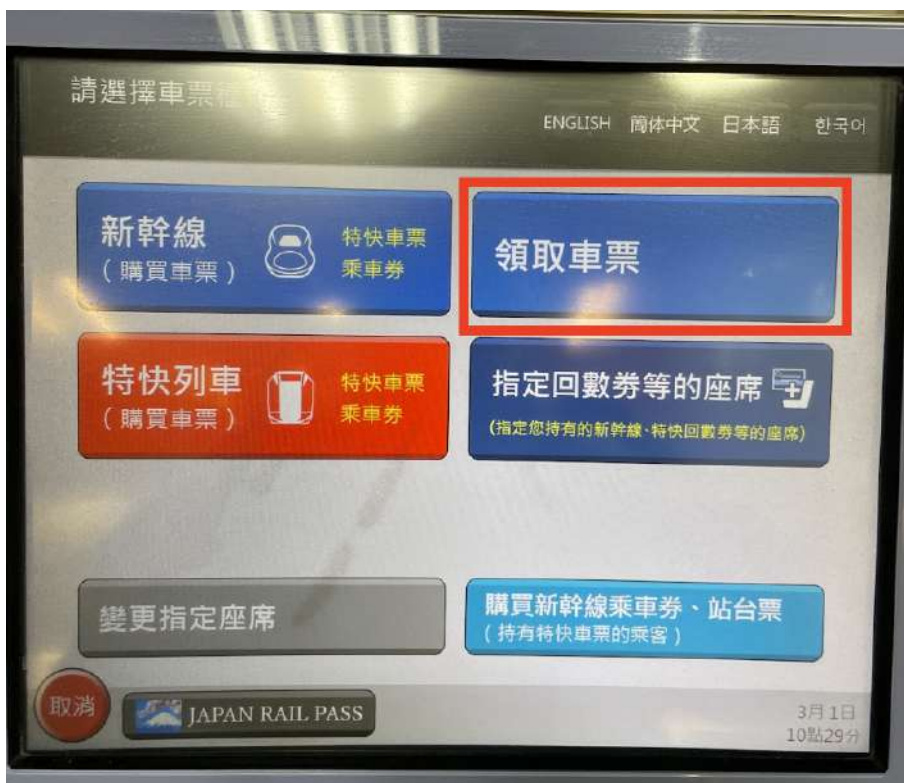 請選擇車票
ENGLISH 简体中文 日本語 한국어
新幹線
(購買車票)
特快車票
乘車券
領取車票
特快列車
(購買車票)
特快車票
乘車券
指定回數券等的座席
(指定您持有的新幹線、特快回數券等的座席)
變更指定座席
購買新幹線乘車券、站台票
(持有特快車票的乘客)
取消
JAPAN RAIL PASS
3月1日
10點29分